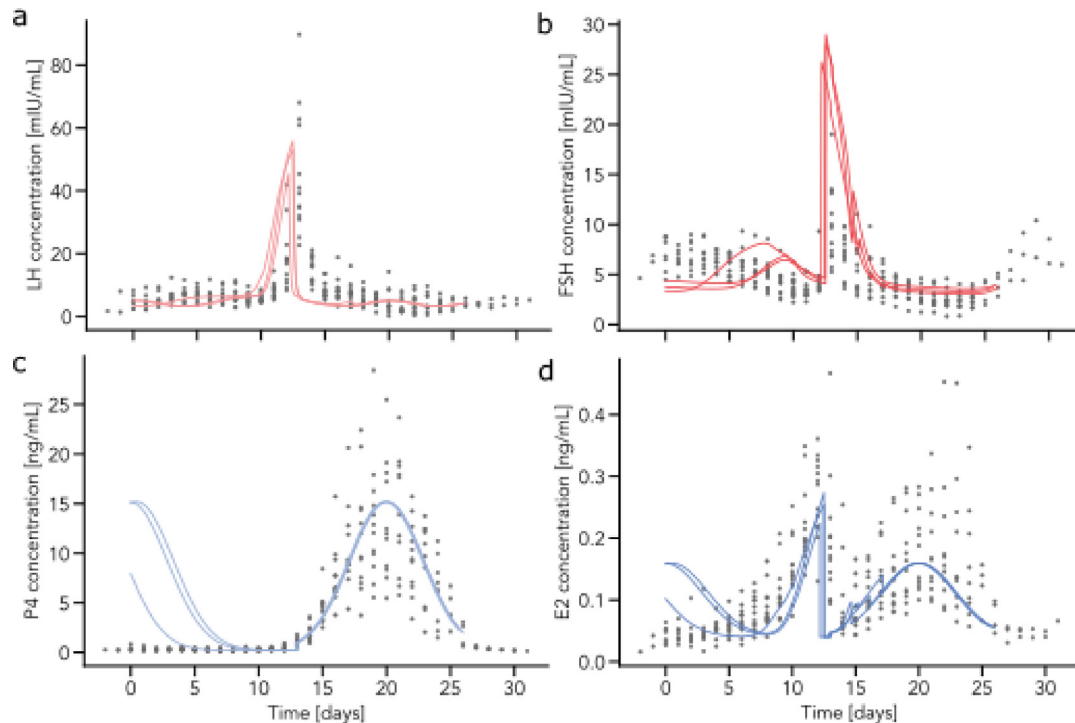 a
LH concentration [mIU/mL]
80
60
40
20
0
b
FSH concentration [mIU/mL]
30
25
20
15
10
5
0
c
P4 concentration [ng/mL]
25
20
15
10
5
0
0 5 10 15 20 25 30
Time [days]
d
E2 concentration [ng/mL]
0.4
0.3
0.2
0.1
0.0
0 5 10 15 20 25 30
Time [days]